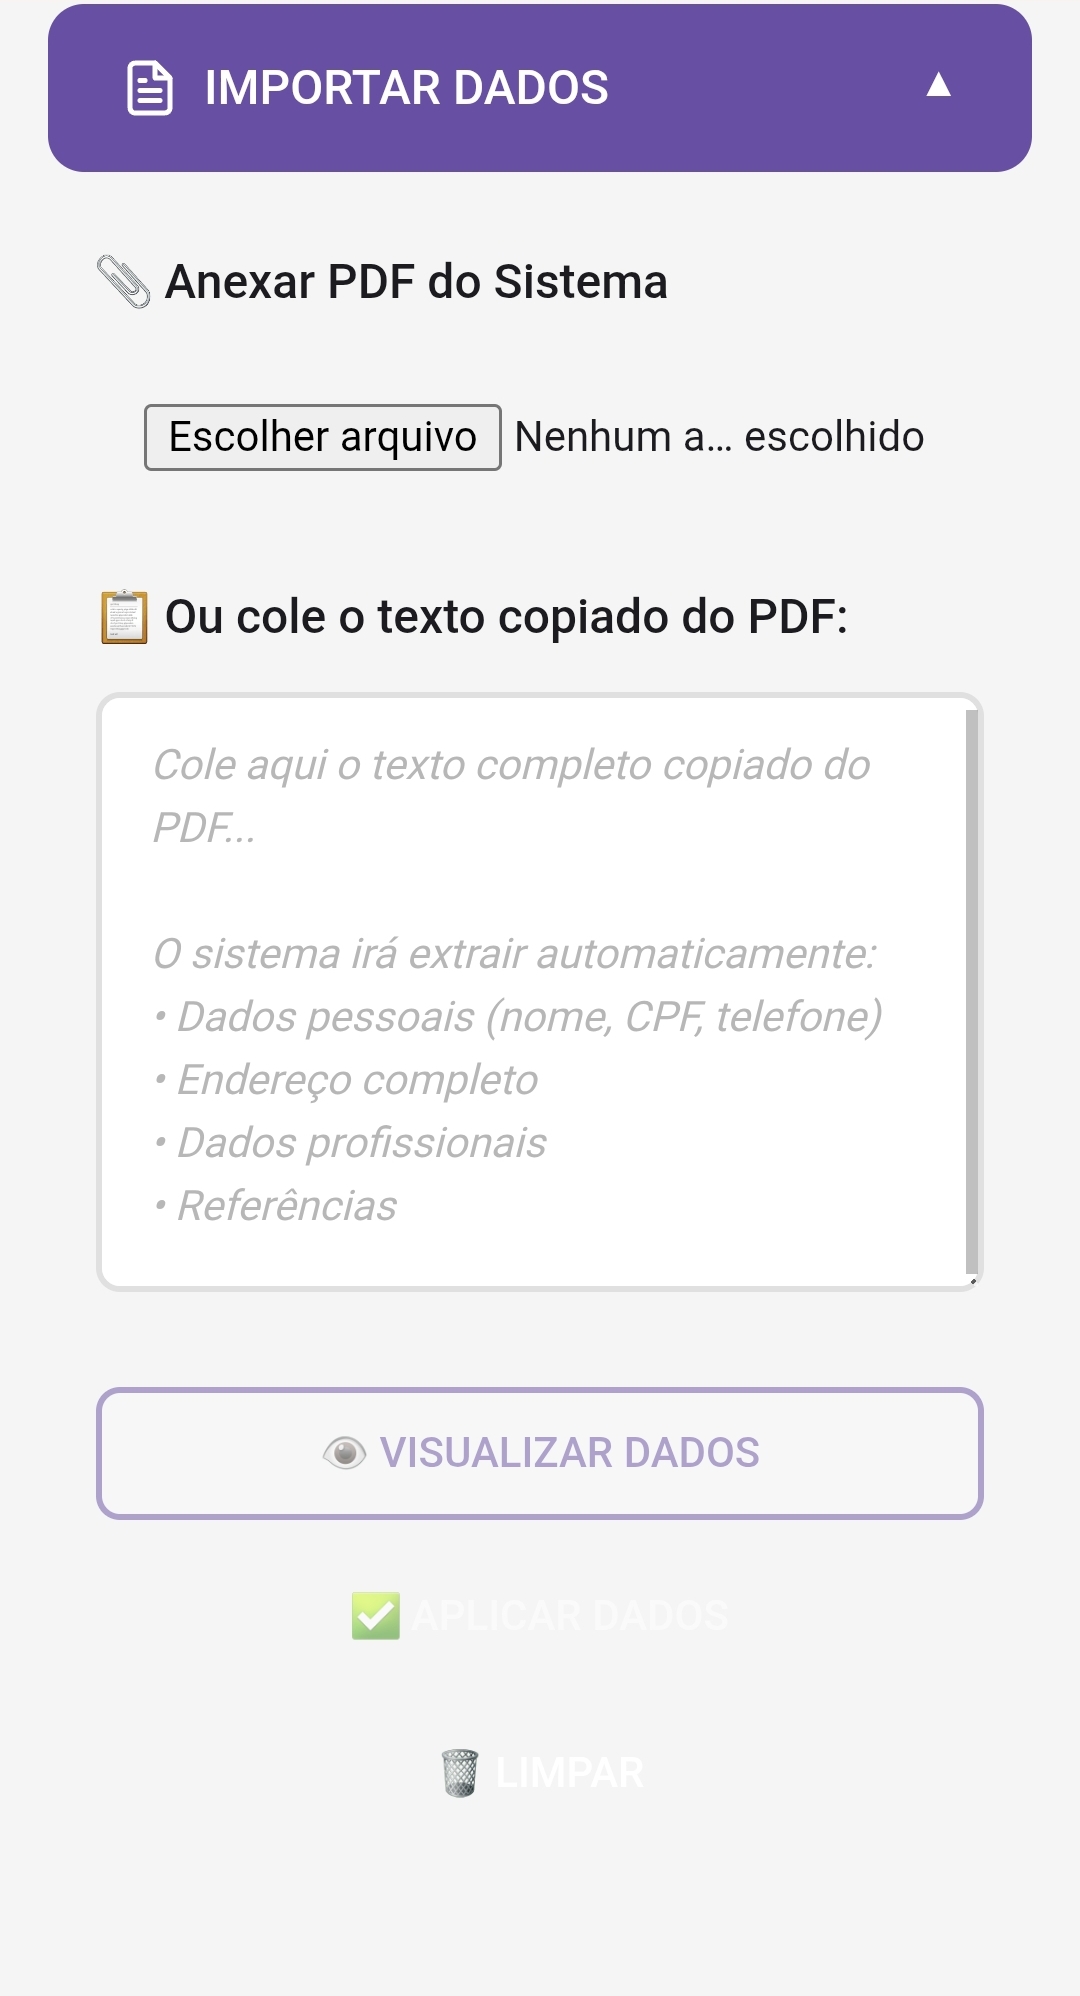 IMPORTAR DADOS ▲
📎 Anexar PDF do Sistema
Escolher arquivo Nenhum a… escolhido
📋 Ou cole o texto copiado do PDF:
Cole aqui o texto completo copiado do
PDF...
O sistema irá extrair automaticamente:
• Dados pessoais (nome, CPF, telefone)
• Endereço completo
• Dados profissionais
• Referências
👁️ VISUALIZAR DADOS
✅ APLICAR DADOS
🗑️ LIMPAR